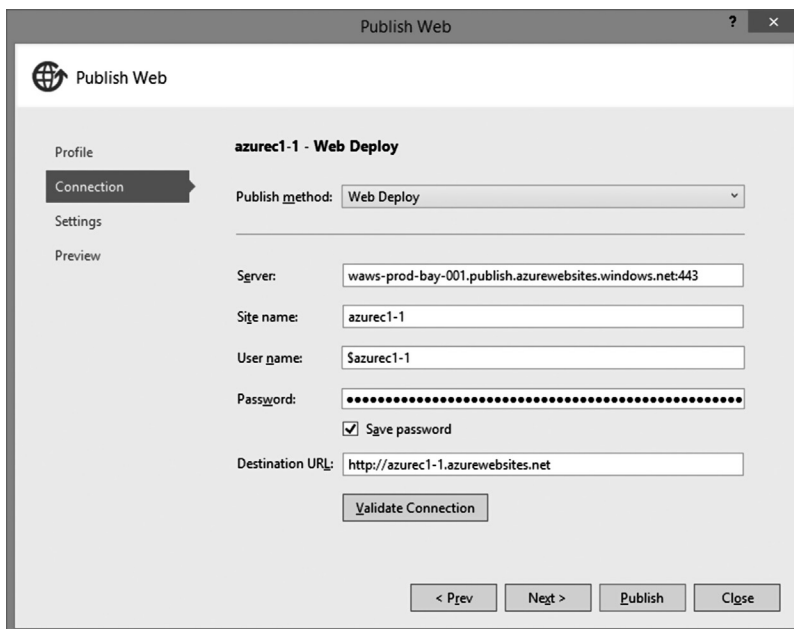 Publish Web
?
×
Publish Web
Profile
Connection
Settings
Preview
azurec1-1 - Web Deploy
Publish method: Web Deploy
Server: waws-prod-bay-001.publish.azurewebsites.windows.net:443
Site name: azurec1-1
User name: $azurec1-1
Password: ••••••••••••••••••••••••••••••••••••••••••••••••••••••••••••
Save password
Destination URL: http://azurec1-1.azurewebsites.net
Validate Connection
< Prev Next > Publish Close